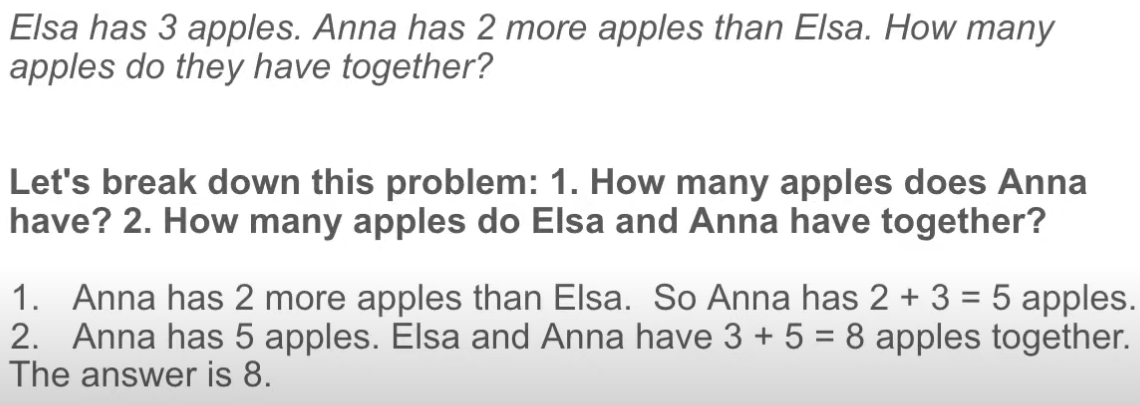 Elsa has 3 apples. Anna has 2 more apples than Elsa. How many
apples do they have together?
Let's break down this problem: 1. How many apples does Anna
have? 2. How many apples do Elsa and Anna have together?
1. Anna has 2 more apples than Elsa. So Anna has 2 + 3 = 5 apples.
2. Anna has 5 apples. Elsa and Anna have 3 + 5 = 8 apples together.
The answer is 8.